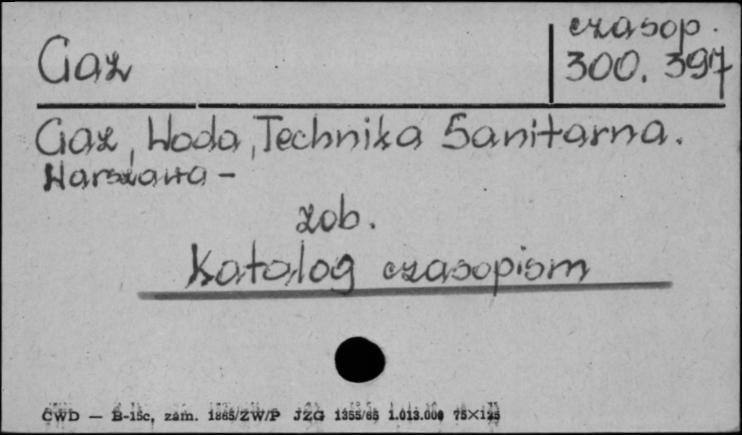 Gaz
czasop.
300.397
Gaz, Woda, Technika Sanitarna.
Warszawa -
zob.
Katalog czasopism
CWD — B-15c, zam. 1865/ZW/P JZG 1355/65 1.013.000 75×125